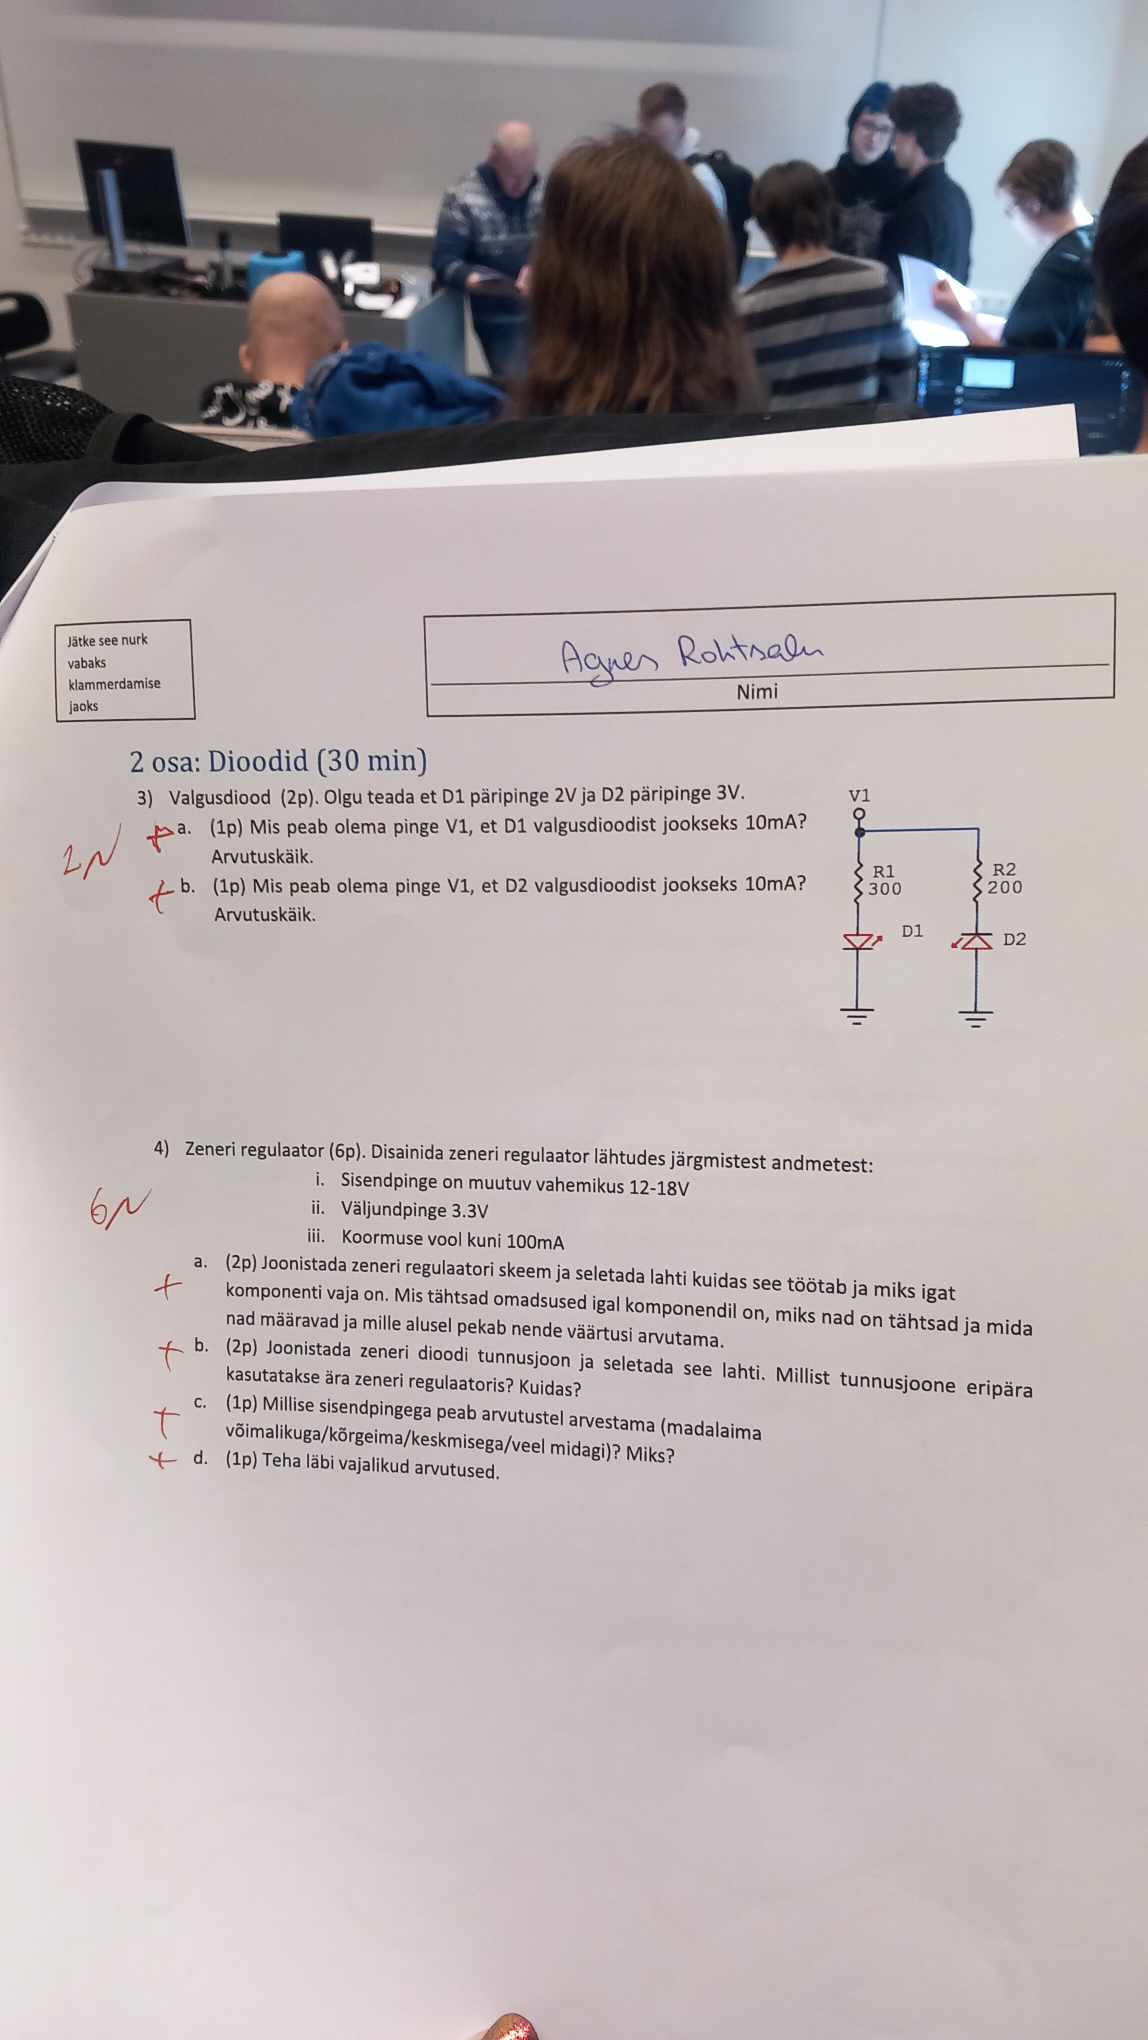 Jätke see nurk
vabaks
klammerdamise
jaoks
Agnes Rohtsalu
Nimi
2 osa: Dioodid (30 min)
3) Valgusdiood (2p). Olgu teada et D1 päripinge 2V ja D2 päripinge 3V.
a. (1p) Mis peab olema pinge V1, et D1 valgusdioodist jookseks 10mA?
Arvutuskäik.
b. (1p) Mis peab olema pinge V1, et D2 valgusdioodist jookseks 10mA?
Arvutuskäik.
V1
R1
300
R2
200
D1
D2
4) Zeneri regulaator (6p). Disainida zeneri regulaator lähtudes järgmistest andmetest:
i. Sisendpinge on muutuv vahemikus 12-18V
ii. Väljundpinge 3.3V
iii. Koormuse vool kuni 100mA
a. (2p) Joonistada zeneri regulaatori skeem ja seletada lahti kuidas see töötab ja miks igat
komponenti vaja on. Mis tähtsad omadsused igal komponendil on, miks nad on tähtsad ja mida
nad määravad ja mille alusel pekab nende väärtusi arvutama.
b. (2p) Joonistada zeneri dioodi tunnusjoon ja seletada see lahti. Millist tunnusjoone eripära
kasutatakse ära zeneri regulaatoris? Kuidas?
c. (1p) Millise sisendpingega peab arvutustel arvestama (madalaima
võimalikuga/kõrgeima/keskmisega/veel midagi)? Miks?
d. (1p) Teha läbi vajalikud arvutused.